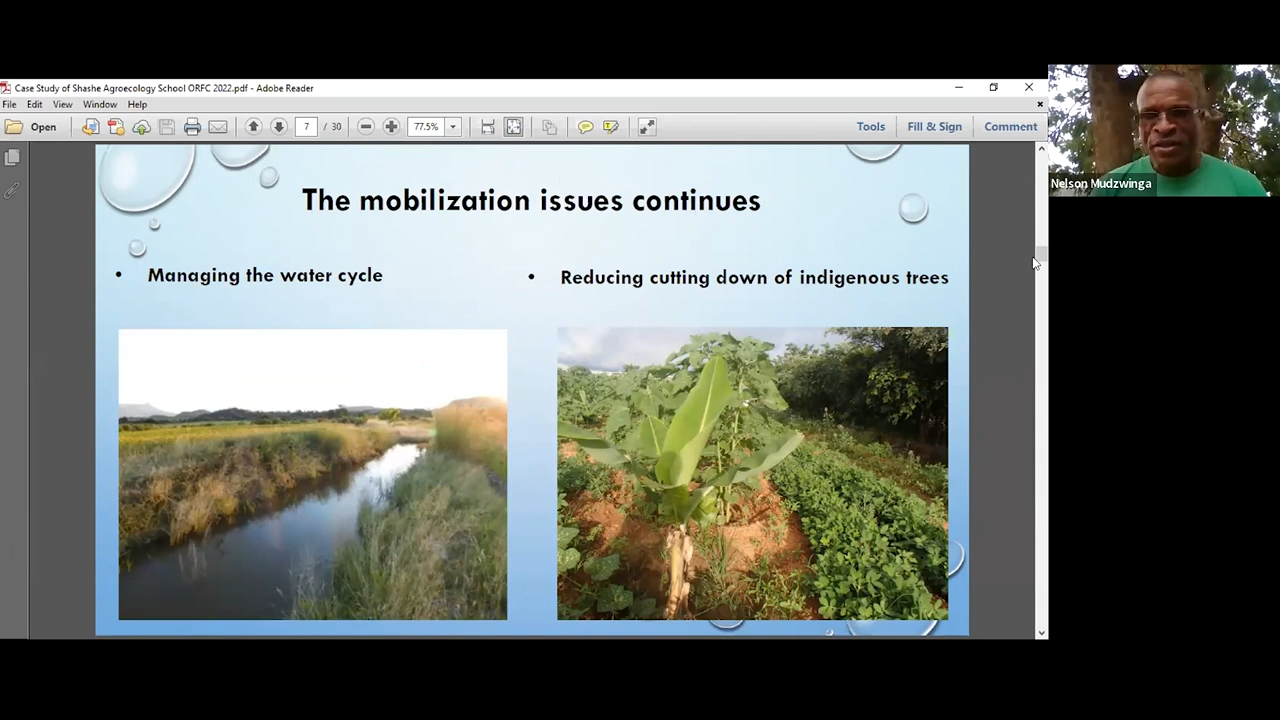 Case Study of Shashe Agroecology School ORFC 2022.pdf - Adobe Reader
File Edit View Window Help
Open 7 / 30 77.5% Tools Fill & Sign Comment
The mobilization issues continues
• Managing the water cycle
• Reducing cutting down of indigenous trees
Nelson Mudzwinga